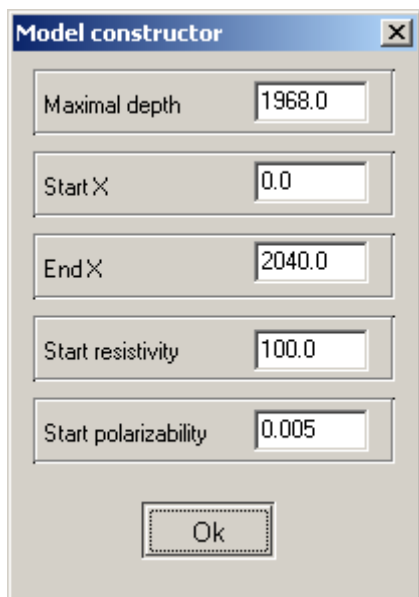 Model constructor
Maximal depth 1968.0
Start X 0.0
End X 2040.0
Start resistivity 100.0
Start polarizability 0.005
Ok